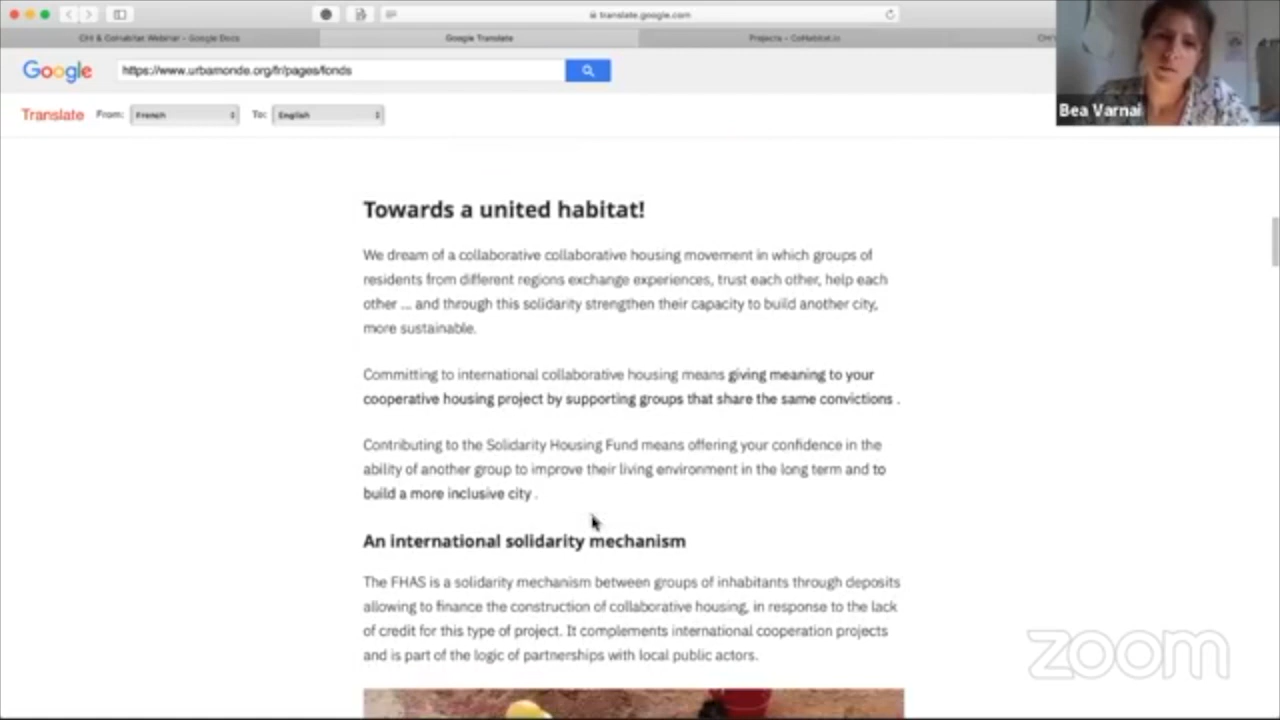 translate.google.com
CHI & CoHabitat Webinar - Google Docs
Google Translate
Projects - CoHabitat.io
Google
https://www.urbamonde.org/fr/pages/fonds
Translate From: French To: English
Bea Varnai
Towards a united habitat!
We dream of a collaborative collaborative housing movement in which groups of
residents from different regions exchange experiences, trust each other, help each
other ... and through this solidarity strengthen their capacity to build another city,
more sustainable.
Committing to international collaborative housing means giving meaning to your
cooperative housing project by supporting groups that share the same convictions .
Contributing to the Solidarity Housing Fund means offering your confidence in the
ability of another group to improve their living environment in the long term and to
build a more inclusive city .
An international solidarity mechanism
The FHAS is a solidarity mechanism between groups of inhabitants through deposits
allowing to finance the construction of collaborative housing, in response to the lack
of credit for this type of project. It complements international cooperation projects
and is part of the logic of partnerships with local public actors.
zoom